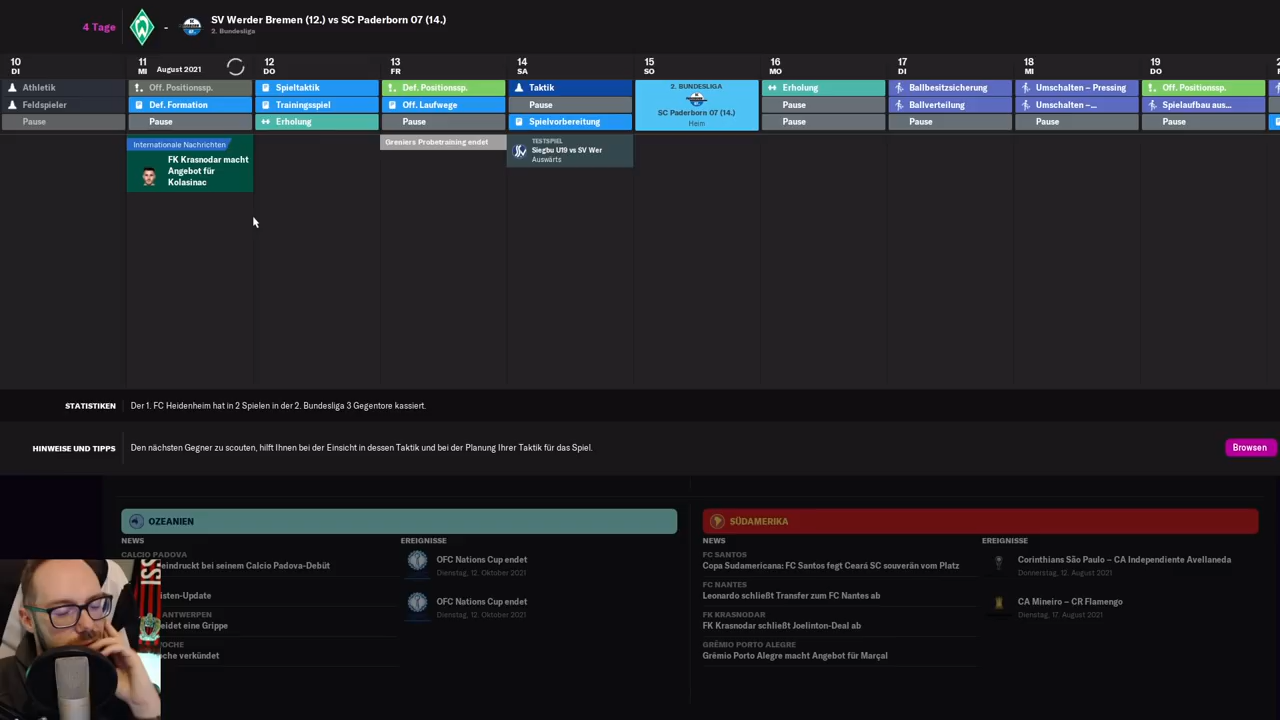 4 Tage
SV Werder Bremen (12.) vs SC Paderborn 07 (14.)
2. Bundesliga
10
DI
11
MI
August 2021
12
DO
13
FR
14
SA
15
SO
16
MO
17
DI
18
MI
19
DO
Athletik
Feldspieler
Pause
Off. Positionssp.
Def. Formation
Pause
Spieltaktik
Trainingsspiel
Erholung
Def. Positionssp.
Off. Laufwege
Pause
Taktik
Pause
Spielvorbereitung
2. BUNDESLIGA
SC Paderborn 07 (14.)
Heim
Erholung
Pause
Pause
Ballbesitzsicherung
Ballverteilung
Pause
Umschalten – Pressing
Umschalten –...
Pause
Off. Positionssp.
Spielaufbau aus...
Pause
Internationale Nachrichten
FK Krasnodar macht
Angebot für
Kolasinac
Greniers Probetraining endet
TESTSPIEL
Siegbu U19 vs SV Wer
Auswärts
STATISTIKEN
Der 1. FC Heidenheim hat in 2 Spielen in der 2. Bundesliga 3 Gegentore kassiert.
HINWEISE UND TIPPS
Den nächsten Gegner zu scouten, hilft Ihnen bei der Einsicht in dessen Taktik und bei der Planung Ihrer Taktik für das Spiel.
Browsen
OZEANIEN
NEWS
CALCIO PADOVA
eindruckt bei seinem Calcio Padova-Debüt
isten-Update
ANTWERPEN
eidet eine Grippe
OCHE
oche verkündet
EREIGNISSE
OFC Nations Cup endet
Dienstag, 12. Oktober 2021
OFC Nations Cup endet
Dienstag, 12. Oktober 2021
SÜDAMERIKA
NEWS
FC SANTOS
Copa Sudamericana: FC Santos fegt Ceará SC souverän vom Platz
FC NANTES
Leonardo schließt Transfer zum FC Nantes ab
FK KRASNODAR
FK Krasnodar schließt Joelinton-Deal ab
GRÊMIO PORTO ALEGRE
Grêmio Porto Alegre macht Angebot für Marçal
EREIGNISSE
Corinthians São Paulo – CA Independiente Avellaneda
Donnerstag, 12. August 2021
CA Mineiro – CR Flamengo
Dienstag, 17. August 2021